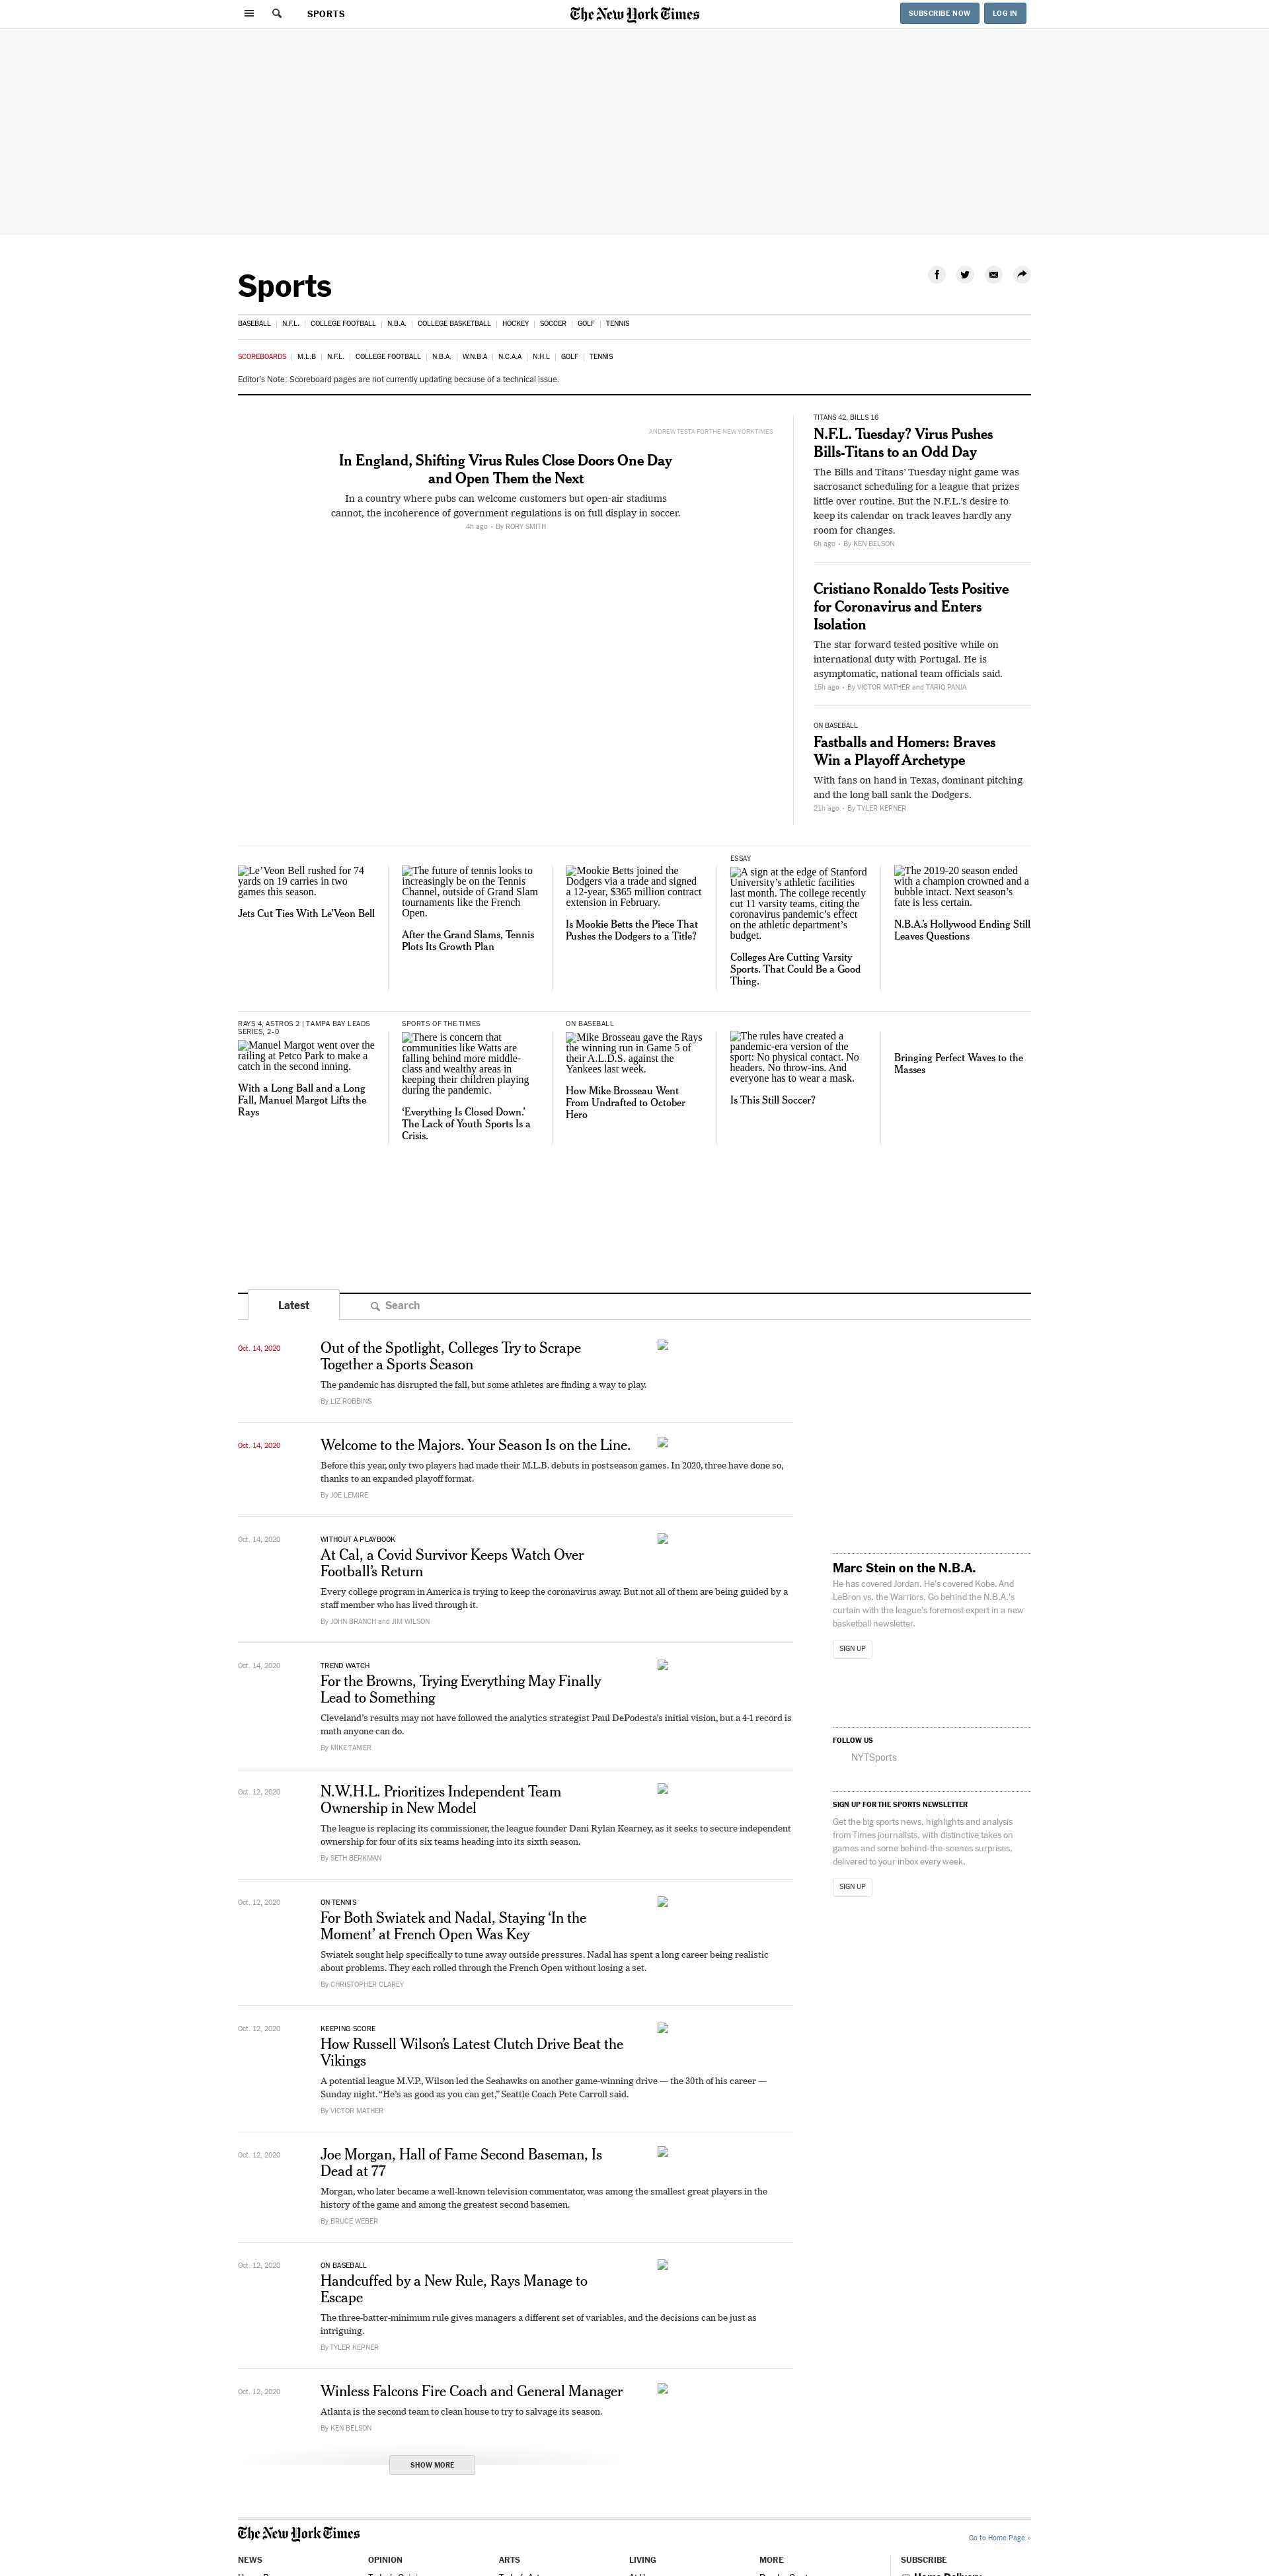 SPORTS
The New York Times
SUBSCRIBE NOW
LOG IN
Sports
BASEBALL
N.F.L.
COLLEGE FOOTBALL
N.B.A.
COLLEGE BASKETBALL
HOCKEY
SOCCER
GOLF
TENNIS
SCOREBOARDS
M.L.B
N.F.L.
COLLEGE FOOTBALL
N.B.A.
W.N.B.A
N.C.A.A
N.H.L
GOLF
TENNIS
Editor's Note: Scoreboard pages are not currently updating because of a technical issue.
ANDREW TESTA FOR THE NEW YORK TIMES
In England, Shifting Virus Rules Close Doors One Day
and Open Them the Next
In a country where pubs can welcome customers but open-air stadiums
cannot, the incoherence of government regulations is on full display in soccer.
4h ago • By RORY SMITH
TITANS 42, BILLS 16
N.F.L. Tuesday? Virus Pushes
Bills-Titans to an Odd Day
The Bills and Titans' Tuesday night game was
sacrosanct scheduling for a league that prizes
little over routine. But the N.F.L.'s desire to
keep its calendar on track leaves hardly any
room for changes.
6h ago • By KEN BELSON
Cristiano Ronaldo Tests Positive
for Coronavirus and Enters
Isolation
The star forward tested positive while on
international duty with Portugal. He is
asymptomatic, national team officials said.
15h ago • By VICTOR MATHER and TARIQ PANJA
ON BASEBALL
Fastballs and Homers: Braves
Win a Playoff Archetype
With fans on hand in Texas, dominant pitching
and the long ball sank the Dodgers.
21h ago • By TYLER KEPNER
Le'Veon Bell rushed for 74
yards on 19 carries in two
games this season.
Jets Cut Ties With Le'Veon Bell
The future of tennis looks to
increasingly be on the Tennis
Channel, outside of Grand Slam
tournaments like the French
Open.
After the Grand Slams, Tennis
Plots Its Growth Plan
Mookie Betts joined the
Dodgers via a trade and signed
a 12-year, $365 million contract
extension in February.
Is Mookie Betts the Piece That
Pushes the Dodgers to a Title?
ESSAY
A sign at the edge of Stanford
University's athletic facilities
last month. The college recently
cut 11 varsity teams, citing the
coronavirus pandemic's effect
on the athletic department's
budget.
Colleges Are Cutting Varsity
Sports. That Could Be a Good
Thing.
The 2019-20 season ended
with a champion crowned and a
bubble intact. Next season's
fate is less certain.
N.B.A.'s Hollywood Ending Still
Leaves Questions
RAYS 4, ASTROS 2 | TAMPA BAY LEADS
SERIES, 2-0
Manuel Margot went over the
railing at Petco Park to make a
catch in the second inning.
With a Long Ball and a Long
Fall, Manuel Margot Lifts the
Rays
SPORTS OF THE TIMES
There is concern that
communities like Watts are
falling behind more middle-
class and wealthy areas in
keeping their children playing
during the pandemic.
'Everything Is Closed Down.'
The Lack of Youth Sports Is a
Crisis.
ON BASEBALL
Mike Brosseau gave the Rays
the winning run in Game 5 of
their A.L.D.S. against the
Yankees last week.
How Mike Brosseau Went
From Undrafted to October
Hero
The rules have created a
pandemic-era version of the
sport: No physical contact. No
headers. No throw-ins. And
everyone has to wear a mask.
Is This Still Soccer?
Bringing Perfect Waves to the
Masses
Latest
Search
Oct. 14, 2020
Out of the Spotlight, Colleges Try to Scrape
Together a Sports Season
The pandemic has disrupted the fall, but some athletes are finding a way to play.
By LIZ ROBBINS
Oct. 14, 2020
Welcome to the Majors. Your Season Is on the Line.
Before this year, only two players had made their M.L.B. debuts in postseason games. In 2020, three have done so,
thanks to an expanded playoff format.
By JOE LEMIRE
Oct. 14, 2020
WITHOUT A PLAYBOOK
At Cal, a Covid Survivor Keeps Watch Over
Football's Return
Every college program in America is trying to keep the coronavirus away. But not all of them are being guided by a
staff member who has lived through it.
By JOHN BRANCH and JIM WILSON
Oct. 14, 2020
TREND WATCH
For the Browns, Trying Everything May Finally
Lead to Something
Cleveland's results may not have followed the analytics strategist Paul DePodesta's initial vision, but a 4-1 record is
math anyone can do.
By MIKE TANIER
Oct. 12, 2020
N.W.H.L. Prioritizes Independent Team
Ownership in New Model
The league is replacing its commissioner, the league founder Dani Rylan Kearney, as it seeks to secure independent
ownership for four of its six teams heading into its sixth season.
By SETH BERKMAN
Oct. 12, 2020
ON TENNIS
For Both Swiatek and Nadal, Staying 'In the
Moment' at French Open Was Key
Swiatek sought help specifically to tune away outside pressures. Nadal has spent a long career being realistic
about problems. They each rolled through the French Open without losing a set.
By CHRISTOPHER CLAREY
Oct. 12, 2020
KEEPING SCORE
How Russell Wilson's Latest Clutch Drive Beat the
Vikings
A potential league M.V.P., Wilson led the Seahawks on another game-winning drive — the 30th of his career —
Sunday night. "He's as good as you can get," Seattle Coach Pete Carroll said.
By VICTOR MATHER
Oct. 12, 2020
Joe Morgan, Hall of Fame Second Baseman, Is
Dead at 77
Morgan, who later became a well-known television commentator, was among the smallest great players in the
history of the game and among the greatest second basemen.
By BRUCE WEBER
Oct. 12, 2020
ON BASEBALL
Handcuffed by a New Rule, Rays Manage to
Escape
The three-batter-minimum rule gives managers a different set of variables, and the decisions can be just as
intriguing.
By TYLER KEPNER
Oct. 12, 2020
Winless Falcons Fire Coach and General Manager
Atlanta is the second team to clean house to try to salvage its season.
By KEN BELSON
SHOW MORE
Marc Stein on the N.B.A.
He has covered Jordan. He's covered Kobe. And
LeBron vs. the Warriors. Go behind the N.B.A.'s
curtain with the league's foremost expert in a new
basketball newsletter.
SIGN UP
FOLLOW US
NYTSports
SIGN UP FOR THE SPORTS NEWSLETTER
Get the big sports news, highlights and analysis
from Times journalists, with distinctive takes on
games and some behind-the-scenes surprises,
delivered to your inbox every week.
SIGN UP
The New York Times
Go to Home Page »
NEWS
OPINION
ARTS
LIVING
MORE
SUBSCRIBE